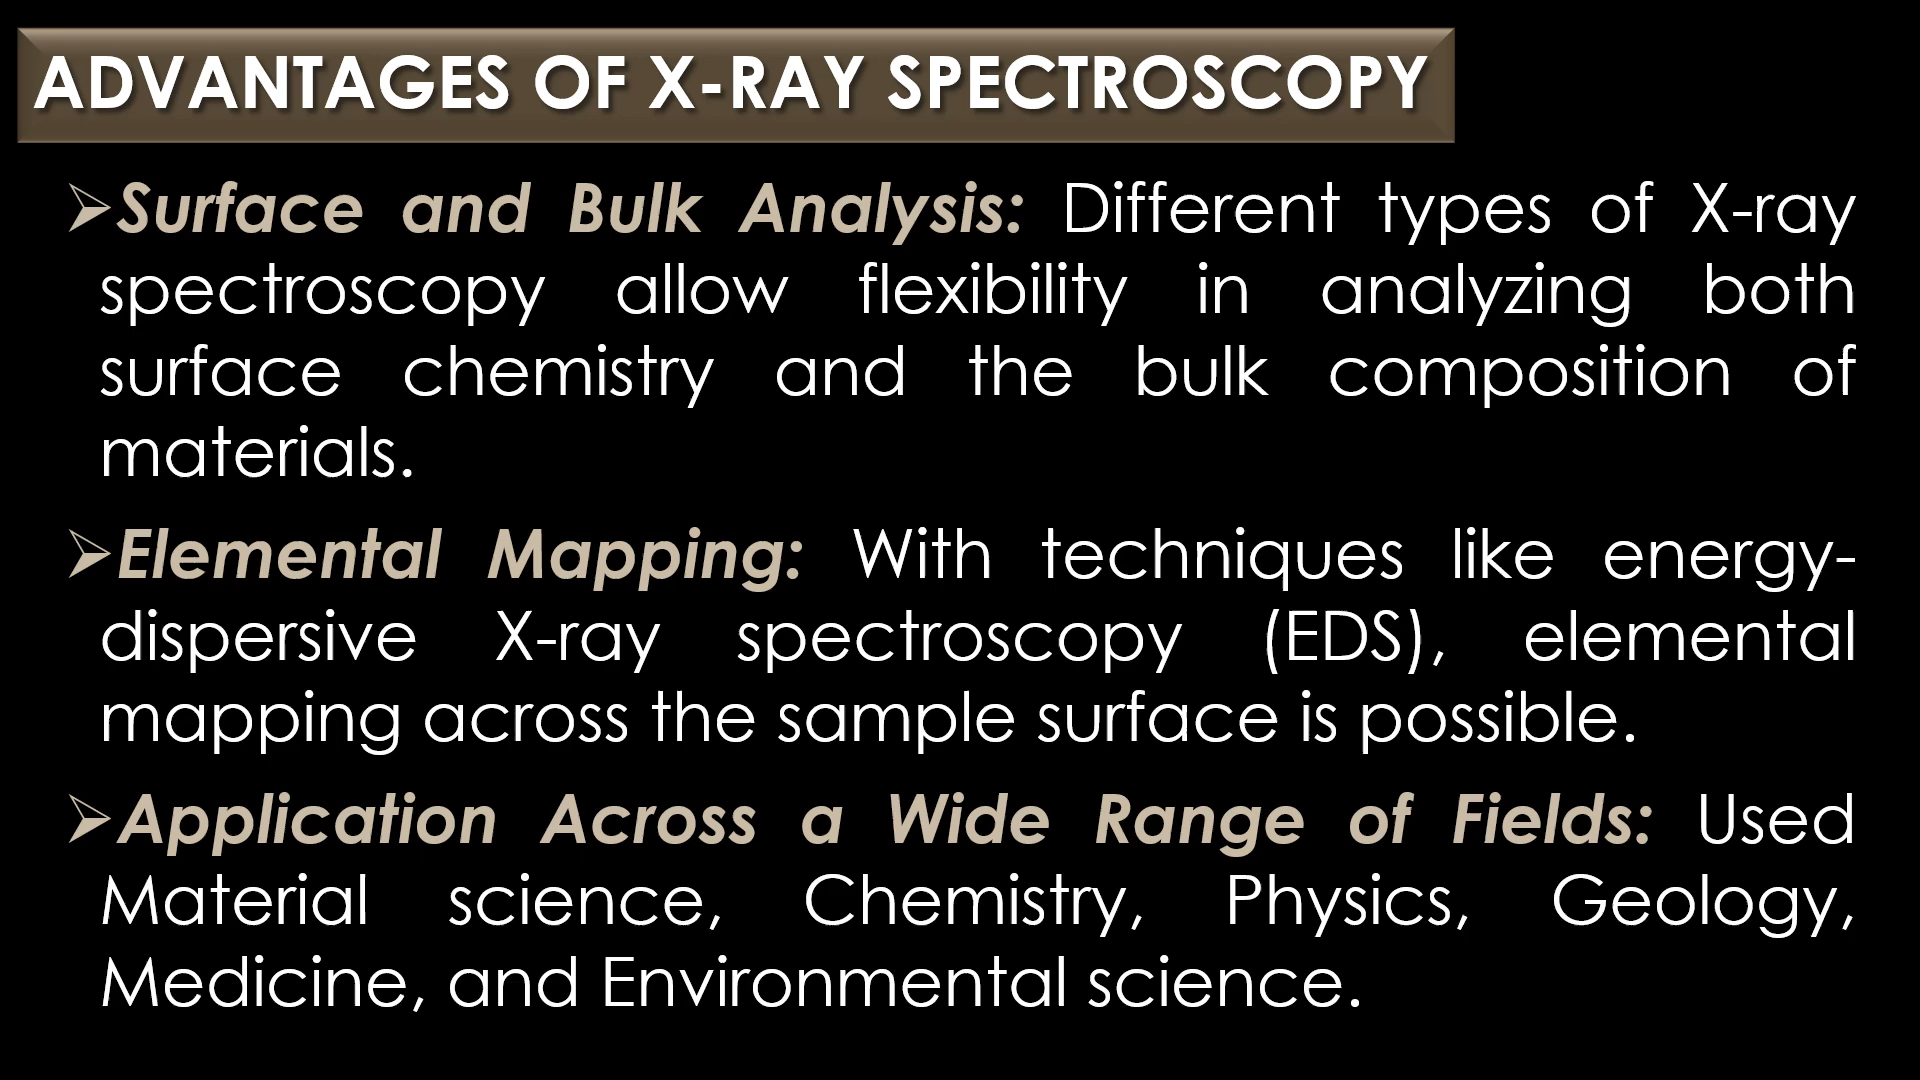 ADVANTAGES OF X-RAY SPECTROSCOPY
➢Surface and Bulk Analysis: Different types of X-ray
spectroscopy allow flexibility in analyzing both
surface chemistry and the bulk composition of
materials.
➢Elemental Mapping: With techniques like energy-
dispersive X-ray spectroscopy (EDS), elemental
mapping across the sample surface is possible.
➢Application Across a Wide Range of Fields: Used
Material science, Chemistry, Physics, Geology,
Medicine, and Environmental science.